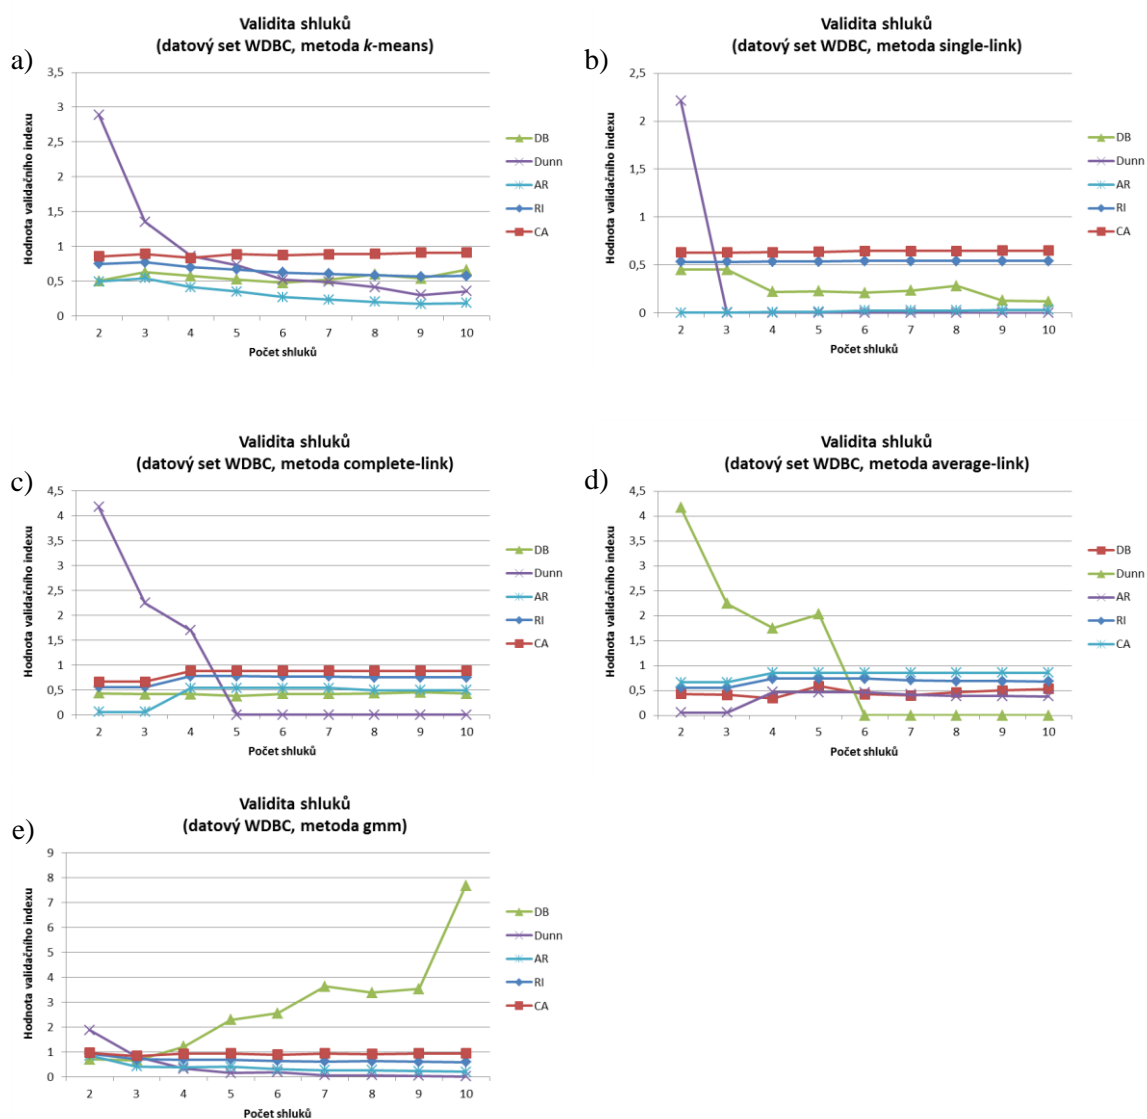 Validita shluků
(datový set WDBC, metoda k-means)
a)
Hodnota validačního indexu
3,5
3
2,5
2
1,5
1
0,5
0
2 3 4 5 6 7 8 9 10
Počet shluků
DB
Dunn
AR
RI
CA
Validita shluků
(datový set WDBC, metoda single-link)
b)
Hodnota validačního indexu
2,5
2
1,5
1
0,5
0
2 3 4 5 6 7 8 9 10
Počet shluků
DB
Dunn
AR
RI
CA
Validita shluků
(datový set WDBC, metoda complete-link)
c)
Hodnota validačního indexu
4,5
4
3,5
3
2,5
2
1,5
1
0,5
0
2 3 4 5 6 7 8 9 10
Počet shluků
DB
Dunn
AR
RI
CA
Validita shluků
(datový set WDBC, metoda average-link)
d)
Hodnota validačního indexu
4,5
4
3,5
3
2,5
2
1,5
1
0,5
0
2 3 4 5 6 7 8 9 10
Počet shluků
DB
Dunn
AR
RI
CA
Validita shluků
(datový WDBC, metoda gmm)
e)
Hodnota validačního indexu
9
8
7
6
5
4
3
2
1
0
2 3 4 5 6 7 8 9 10
Počet shluků
DB
Dunn
AR
RI
CA